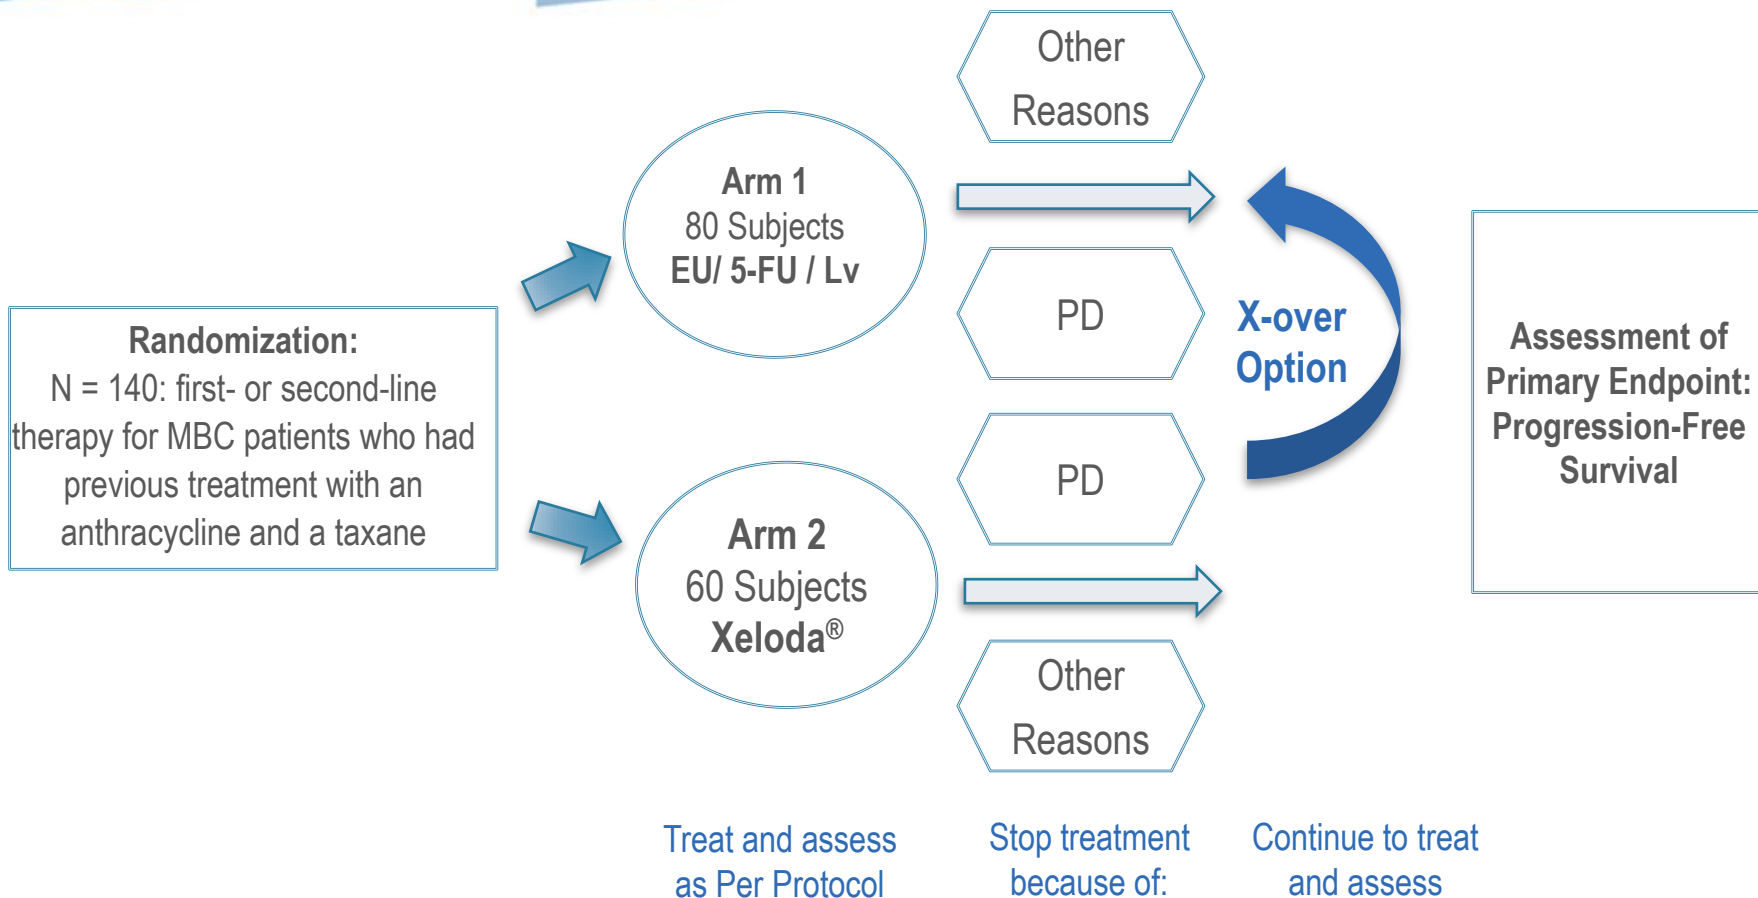 Randomization:
N = 140: first- or second-line
therapy for MBC patients who had
previous treatment with an
anthracycline and a taxane
Arm 1
80 Subjects
EU/ 5-FU / Lv
Arm 2
60 Subjects
Xeloda®
Treat and assess
as Per Protocol
Other
Reasons
PD
PD
Other
Reasons
Stop treatment
because of:
X-over
Option
Continue to treat
and assess
Assessment of
Primary Endpoint:
Progression-Free
Survival